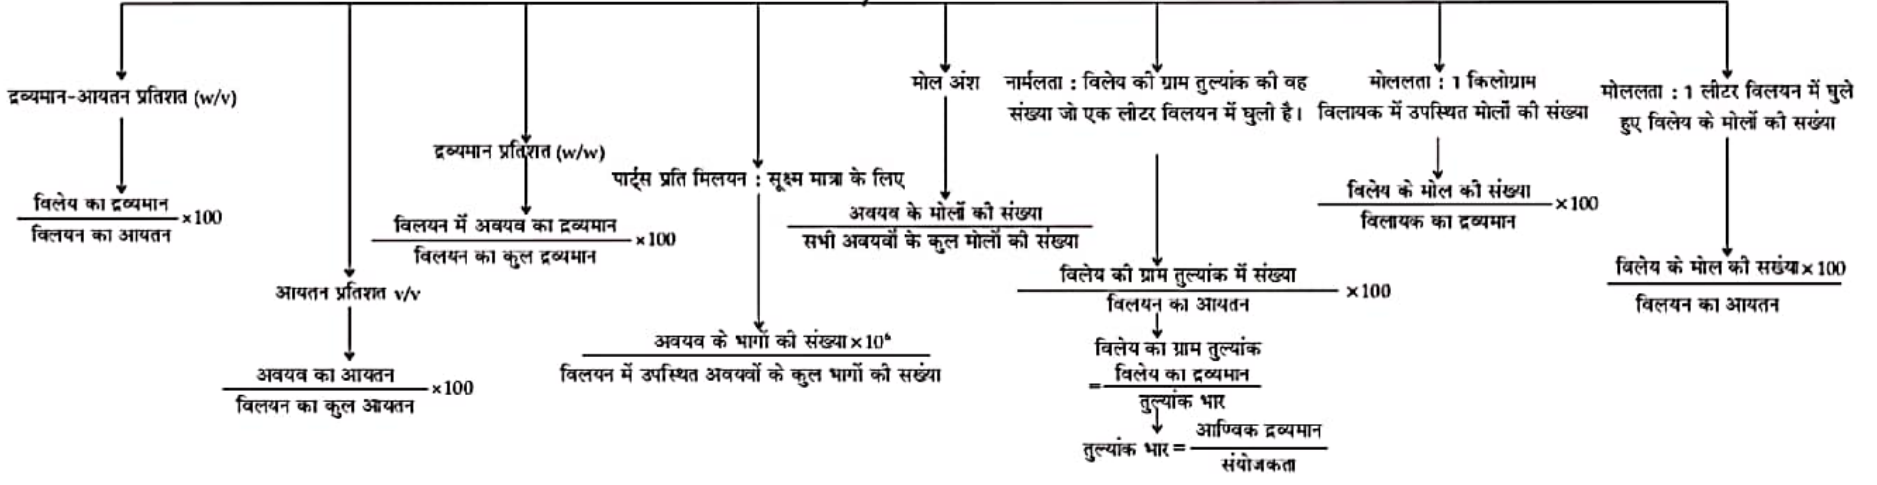 द्रव्यमान-आयतन प्रतिशत (w/v)
विलेय का द्रव्यमान
विलयन का आयतन
×100
आयतन प्रतिशत v/v
अवयव का आयतन
विलयन का कुल आयतन
×100
द्रव्यमान प्रतिशत (w/w)
विलयन में अवयव का द्रव्यमान
विलयन का कुल द्रव्यमान
×100
पार्ट्स प्रति मिलयन : सूक्ष्म मात्रा के लिए
अवयव के भागों की संख्या×10⁶
विलयन में उपस्थित अवयवों के कुल भागों की सख्या
मोल अंश
अवयव के मोलों की संख्या
सभी अवयवों के कुल मोलों की संख्या
नार्मलता : विलेय की ग्राम तुल्यांक की वह
संख्या जो एक लीटर विलयन में घुली है।
विलेय की ग्राम तुल्यांक में संख्या
विलयन का आयतन
×100
विलेय का ग्राम तुल्यांक
=
विलेय का द्रव्यमान
तुल्यांक भार
तुल्यांक भार =
आण्विक द्रव्यमान
संयोजकता
मोललता : 1 किलोग्राम
विलायक में उपस्थित मोलों की संख्या
विलेय के मोल की संख्या
विलायक का द्रव्यमान
×100
मोललता : 1 लीटर विलयन में घुले
हुए विलेय के मोलों की सख्या
विलेय के मोल की सख्या×100
विलयन का आयतन